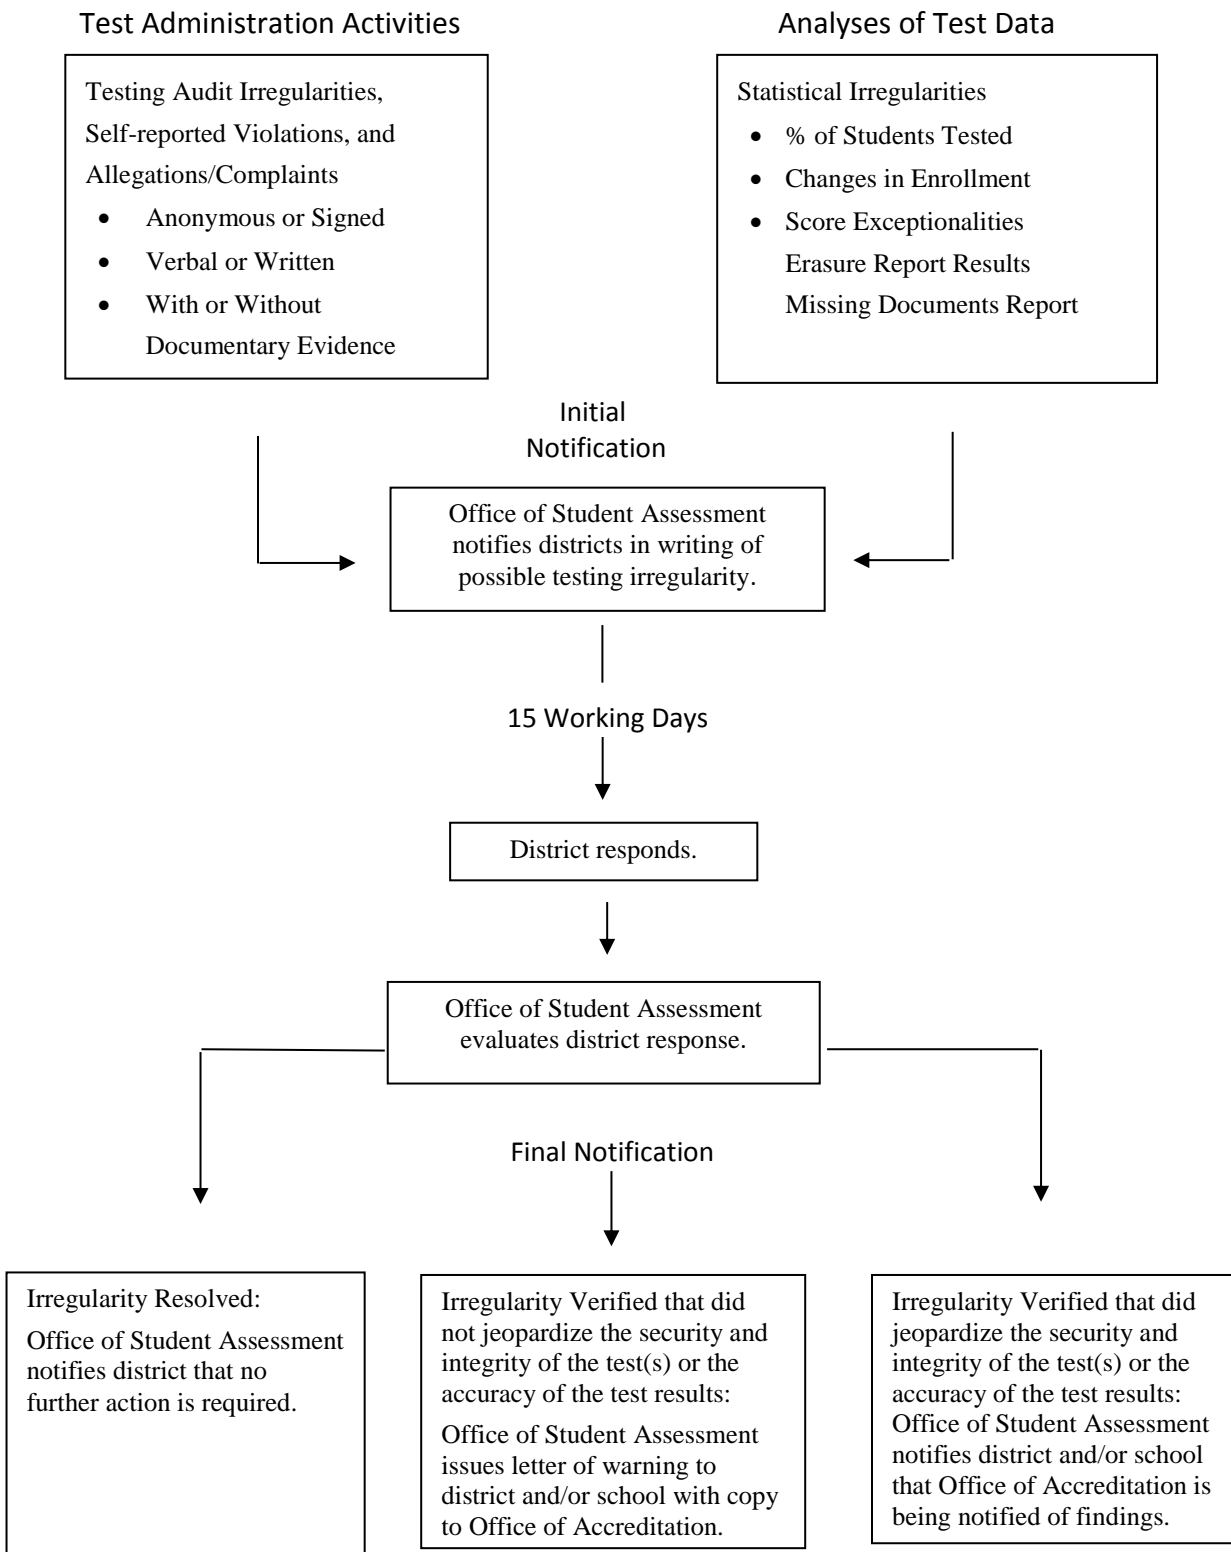 Test Administration Activities
Analyses of Test Data
Testing Audit Irregularities,
Self-reported Violations, and
Allegations/Complaints
• Anonymous or Signed
• Verbal or Written
• With or Without
Documentary Evidence
Statistical Irregularities
• % of Students Tested
• Changes in Enrollment
• Score Exceptionalities
Erasure Report Results
Missing Documents Report
Initial
Notification
Office of Student Assessment
notifies districts in writing of
possible testing irregularity.
15 Working Days
District responds.
Office of Student Assessment
evaluates district response.
Final Notification
Irregularity Resolved:
Office of Student Assessment
notifies district that no
further action is required.
Irregularity Verified that did
not jeopardize the security and
integrity of the test(s) or the
accuracy of the test results:
Office of Student Assessment
issues letter of warning to
district and/or school with copy
to Office of Accreditation.
Irregularity Verified that did
jeopardize the security and
integrity of the test(s) or the
accuracy of the test results:
Office of Student Assessment
notifies district and/or school
that Office of Accreditation is
being notified of findings.